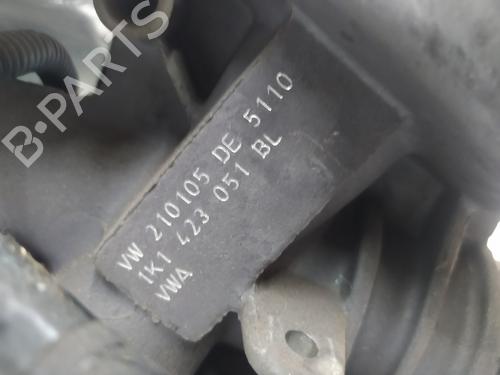 B-PARTS
VW 210105 DE 5110
1K1 423 051 BL
VWA